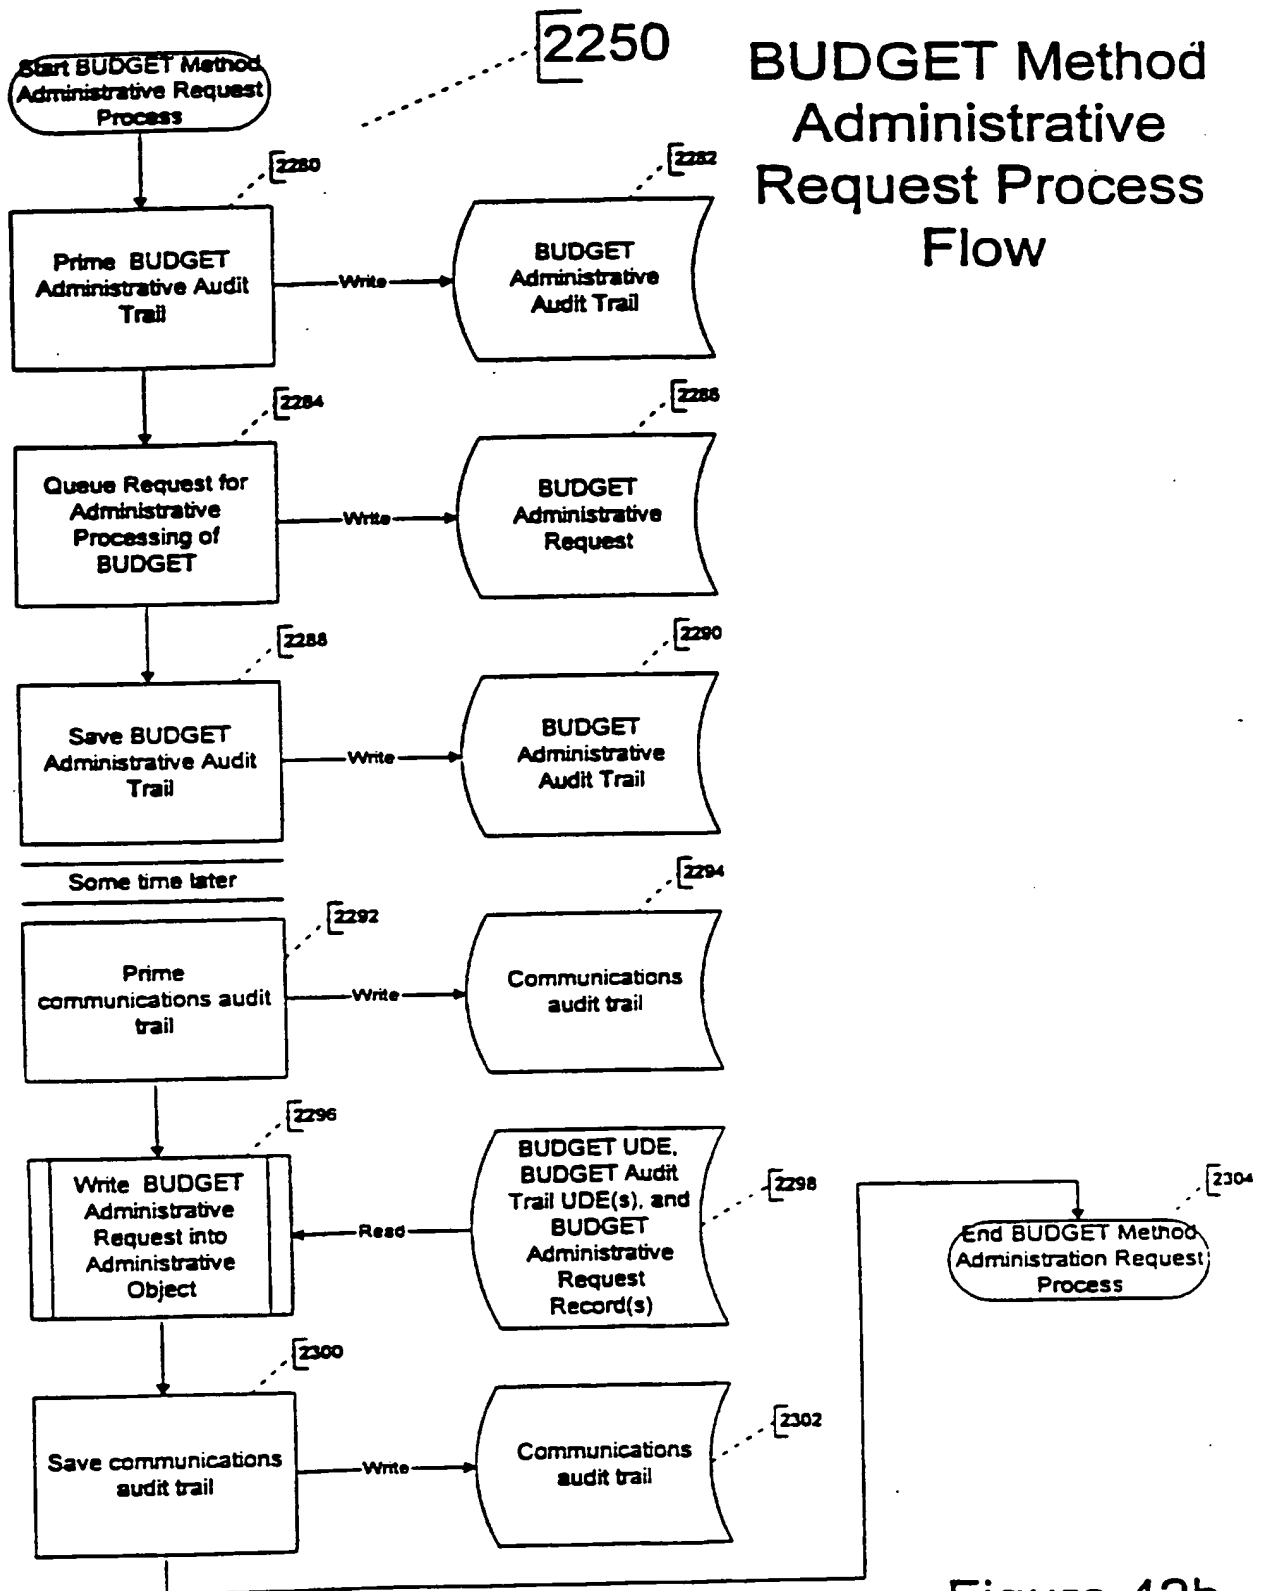 2250
BUDGET Method
Administrative
Request Process
Flow
Start BUDGET Method
Administrative Request
Process
2280
Prime BUDGET
Administrative Audit
Trail
Write
2282
BUDGET
Administrative
Audit Trail
2284
Queue Request for
Administrative
Processing of
BUDGET
Write
2286
BUDGET
Administrative
Request
2288
Save BUDGET
Administrative Audit
Trail
Write
2290
BUDGET
Administrative
Audit Trail
Some time later
2292
Prime
communications audit
trail
Write
2294
Communications
audit trail
2296
Write BUDGET
Administrative
Request into
Administrative
Object
Read
2298
BUDGET UDE,
BUDGET Audit
Trail UDE(s), and
BUDGET
Administrative
Request
Record(s)
2300
Save communications
audit trail
Write
2302
Communications
audit trail
2304
End BUDGET Method
Administration Request
Process